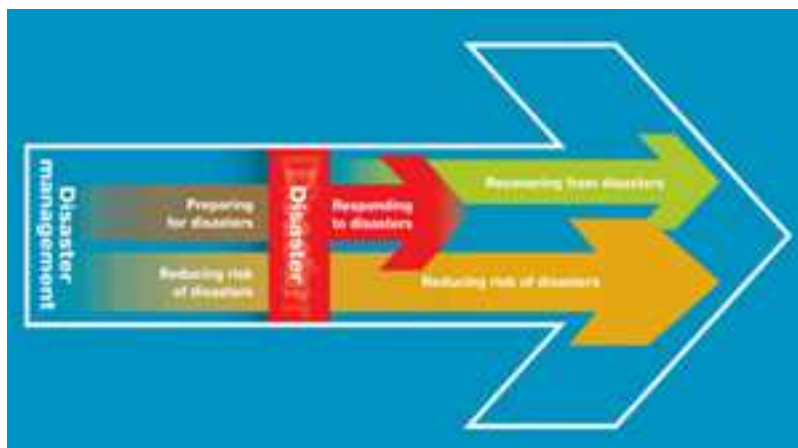 Disaster
management
Preparing
for disasters
Reducing risk
of disasters
Disaster
Responding
to disasters
Recovering from disasters
Reducing risk of disasters